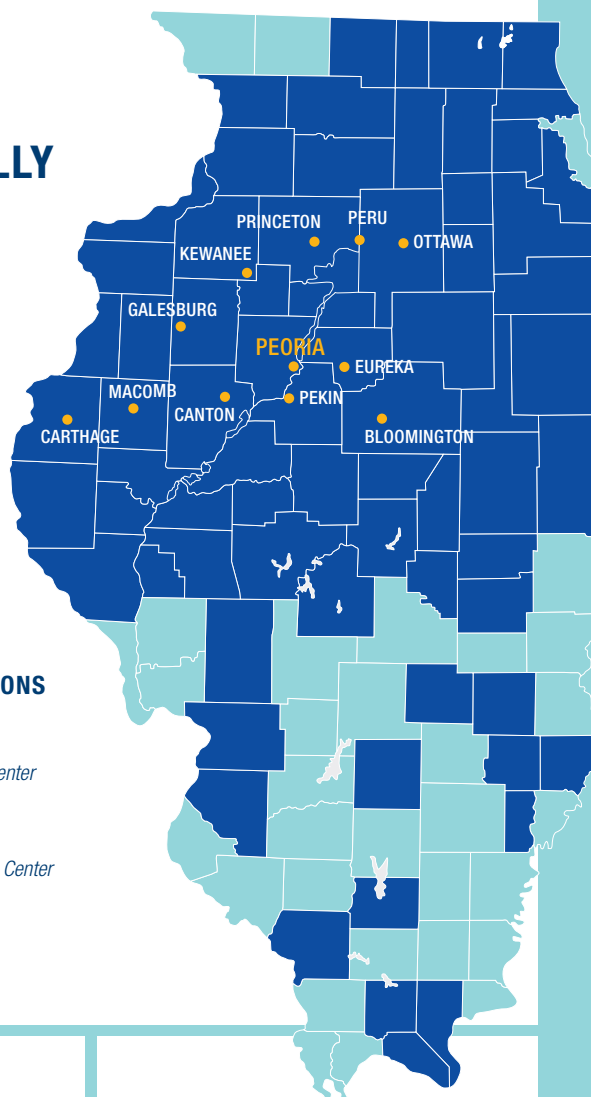 LLY
PRINCETON
PERU
OTTAWA
KEWANEE
GALESBURG
PEORIA
EUREKA
MACOMB
CANTON
PEKIN
CARTHAGE
BLOOMINGTON
ONS
enter
Center